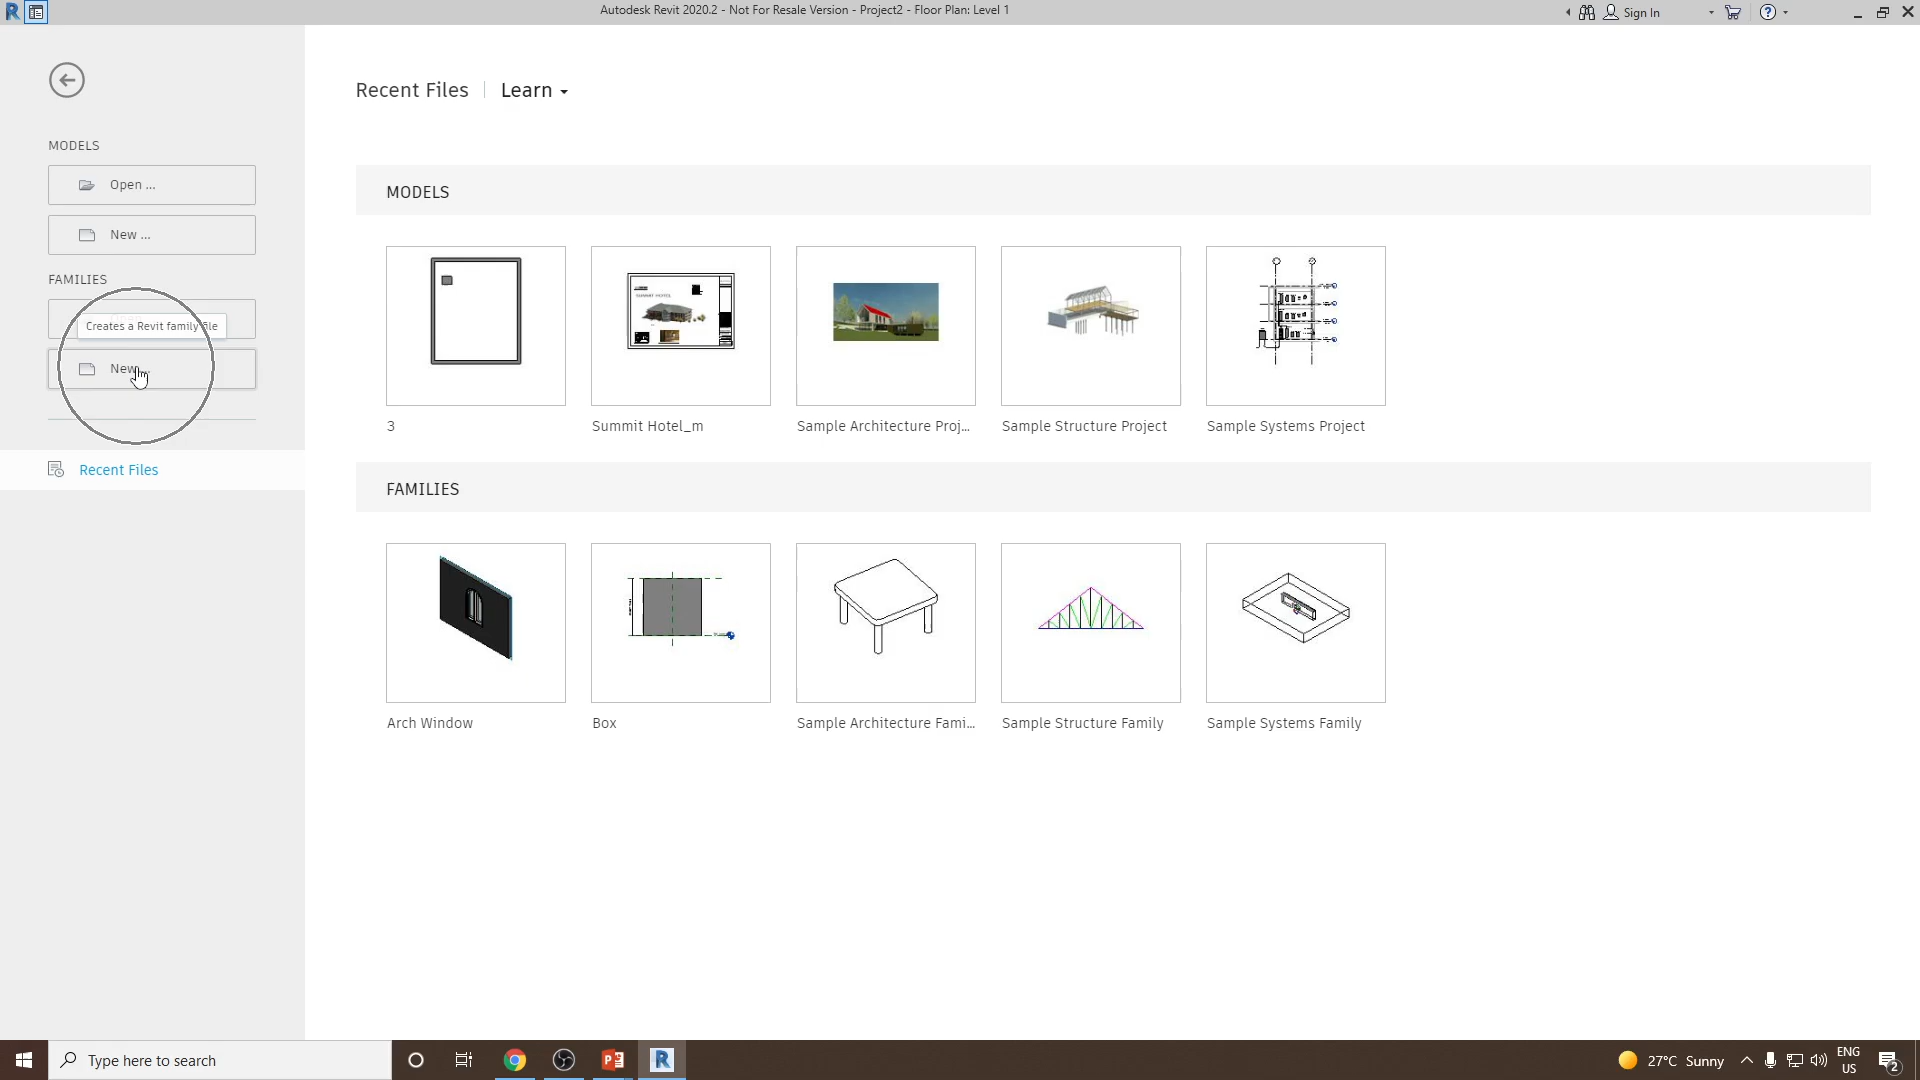 Autodesk Revit 2020.2 - Not For Resale Version - Project2 - Floor Plan: Level 1
Sign In
Recent Files
Learn
MODELS
Open ...
New ...
FAMILIES
Creates a Revit family file
New ...
Recent Files
MODELS
3
Summit Hotel_m
Sample Architecture Proj...
Sample Structure Project
Sample Systems Project
FAMILIES
Arch Window
Box
Sample Architecture Fami...
Sample Structure Family
Sample Systems Family
SUMMIT HOTEL
Type here to search
27°C Sunny
ENG
US
2